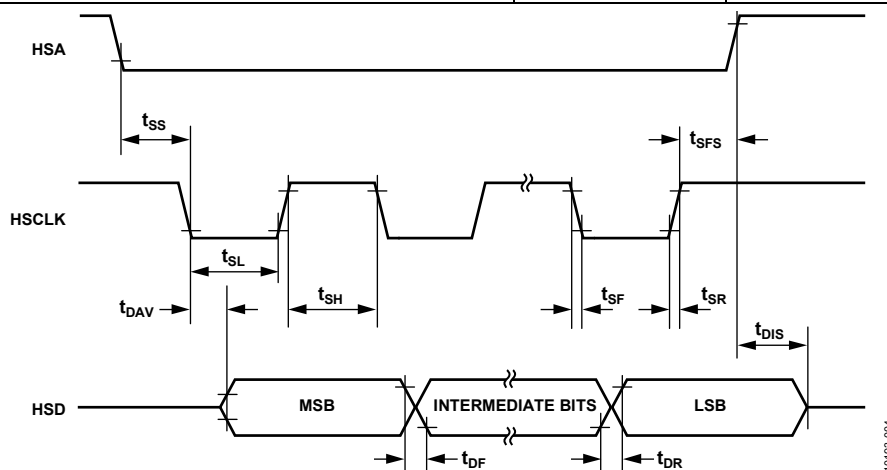 HSA
tSS
tSFS
HSCLK
tSL
tSH
tSF
tSR
tDAV
tDIS
HSD
MSB
INTERMEDIATE BITS
LSB
tDF
tDR